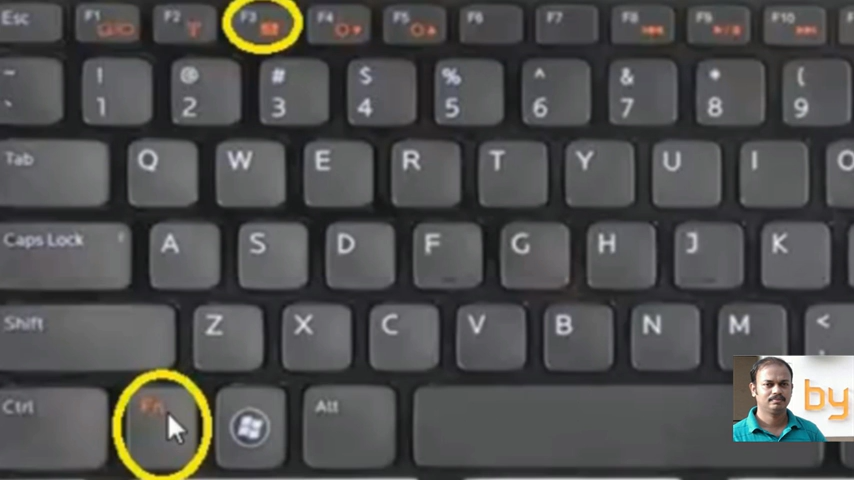 Esc F1 F2 F3 F4 F5 F6 F7 F8 F9 F10
~ ! @ # $ % ^ & * (
` 1 2 3 4 5 6 7 8 9
Tab Q W E R T Y U I O
Caps Lock A S D F G H J K
Shift Z X C V B N M <
,
Ctrl Fn Alt
by